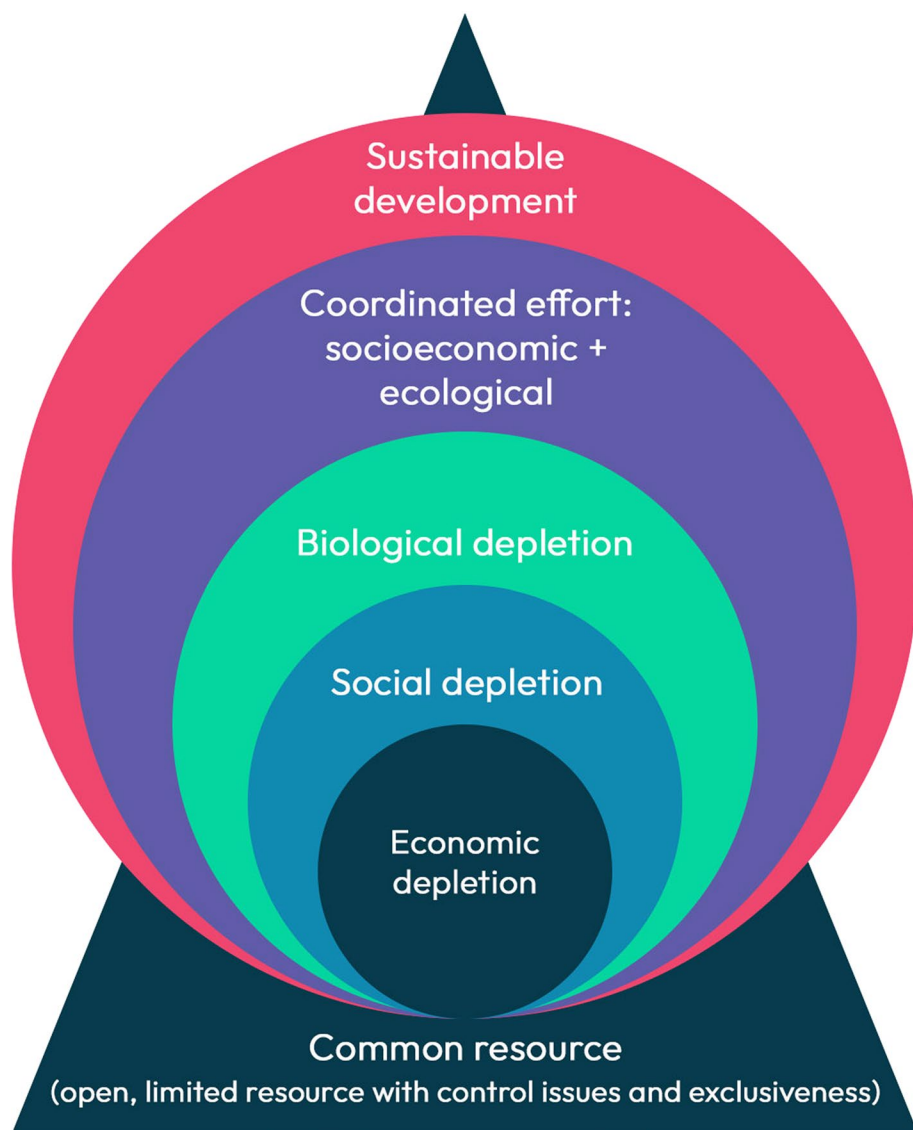 Sustainable
development
Coordinated effort:
socioeconomic +
ecological
Biological depletion
Social depletion
Economic
depletion
Common resource
(open, limited resource with control issues and exclusiveness)